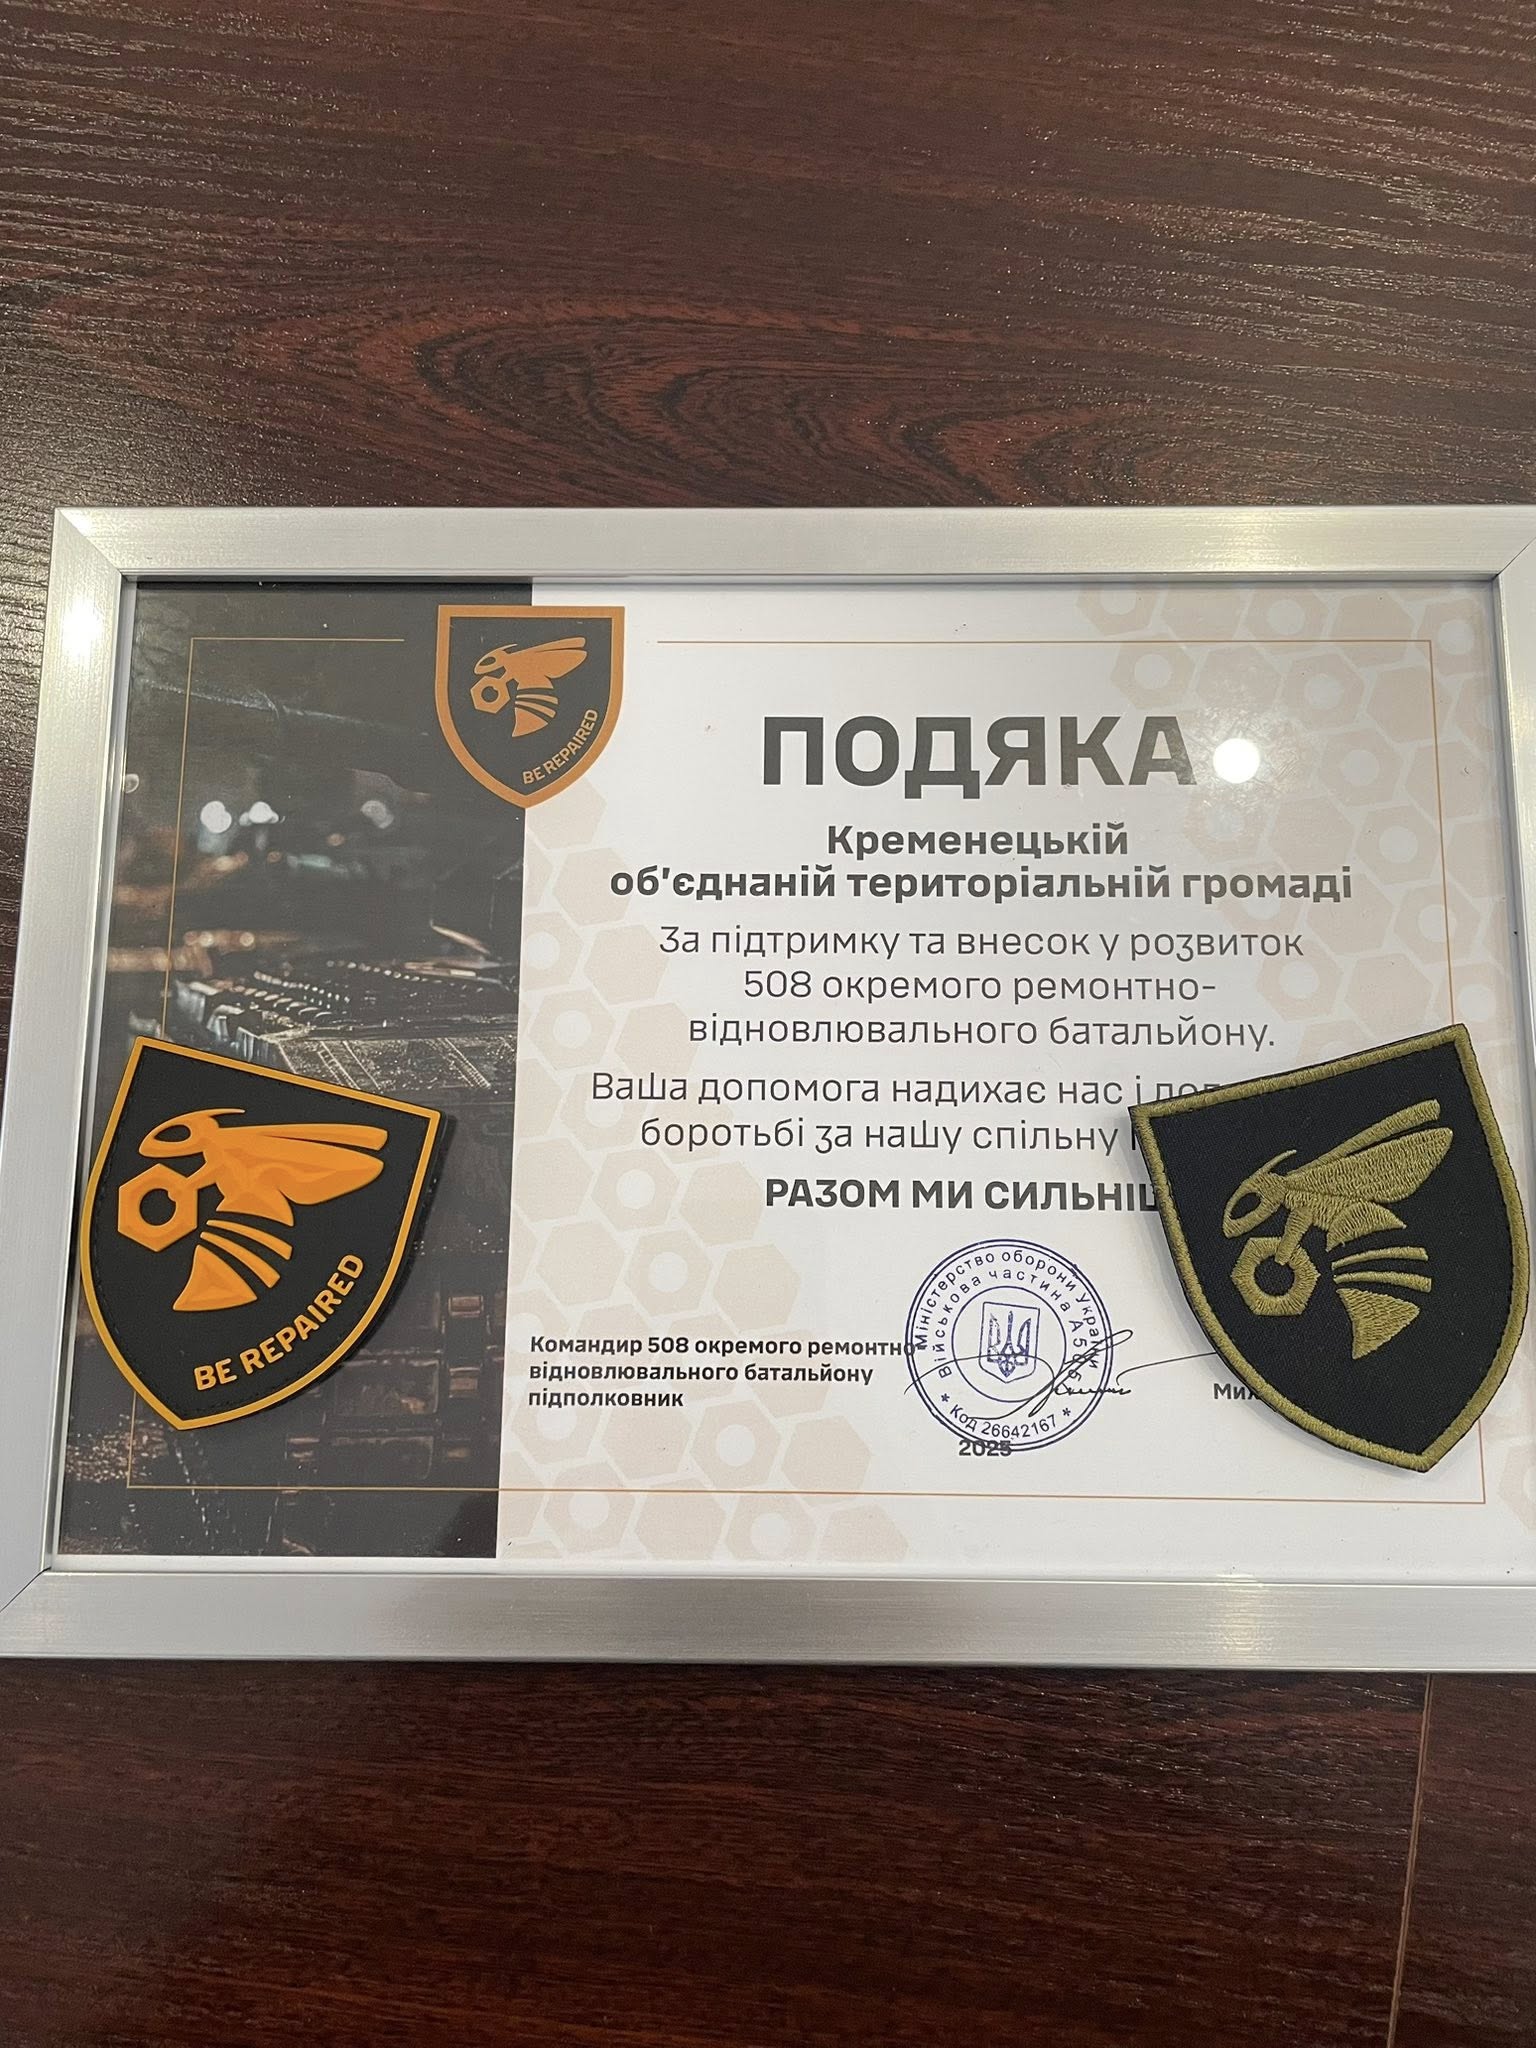 BE REPAIRED
ПОДЯКА
Кременецькій
об'єднаній територіальній громаді
За підтримку та внесок у розвиток
508 окремого ремонтно-
відновлювального батальйону.
Ваша допомога надихає нас і
боротьбі за нашу спільну
РАЗОМ МИ
Командир 508 окремого ремонтно-
відновлювального батальйону
підполковник
Міністерство оборони України
Військова частина
Код 26642167
2025
BE REPAIRED